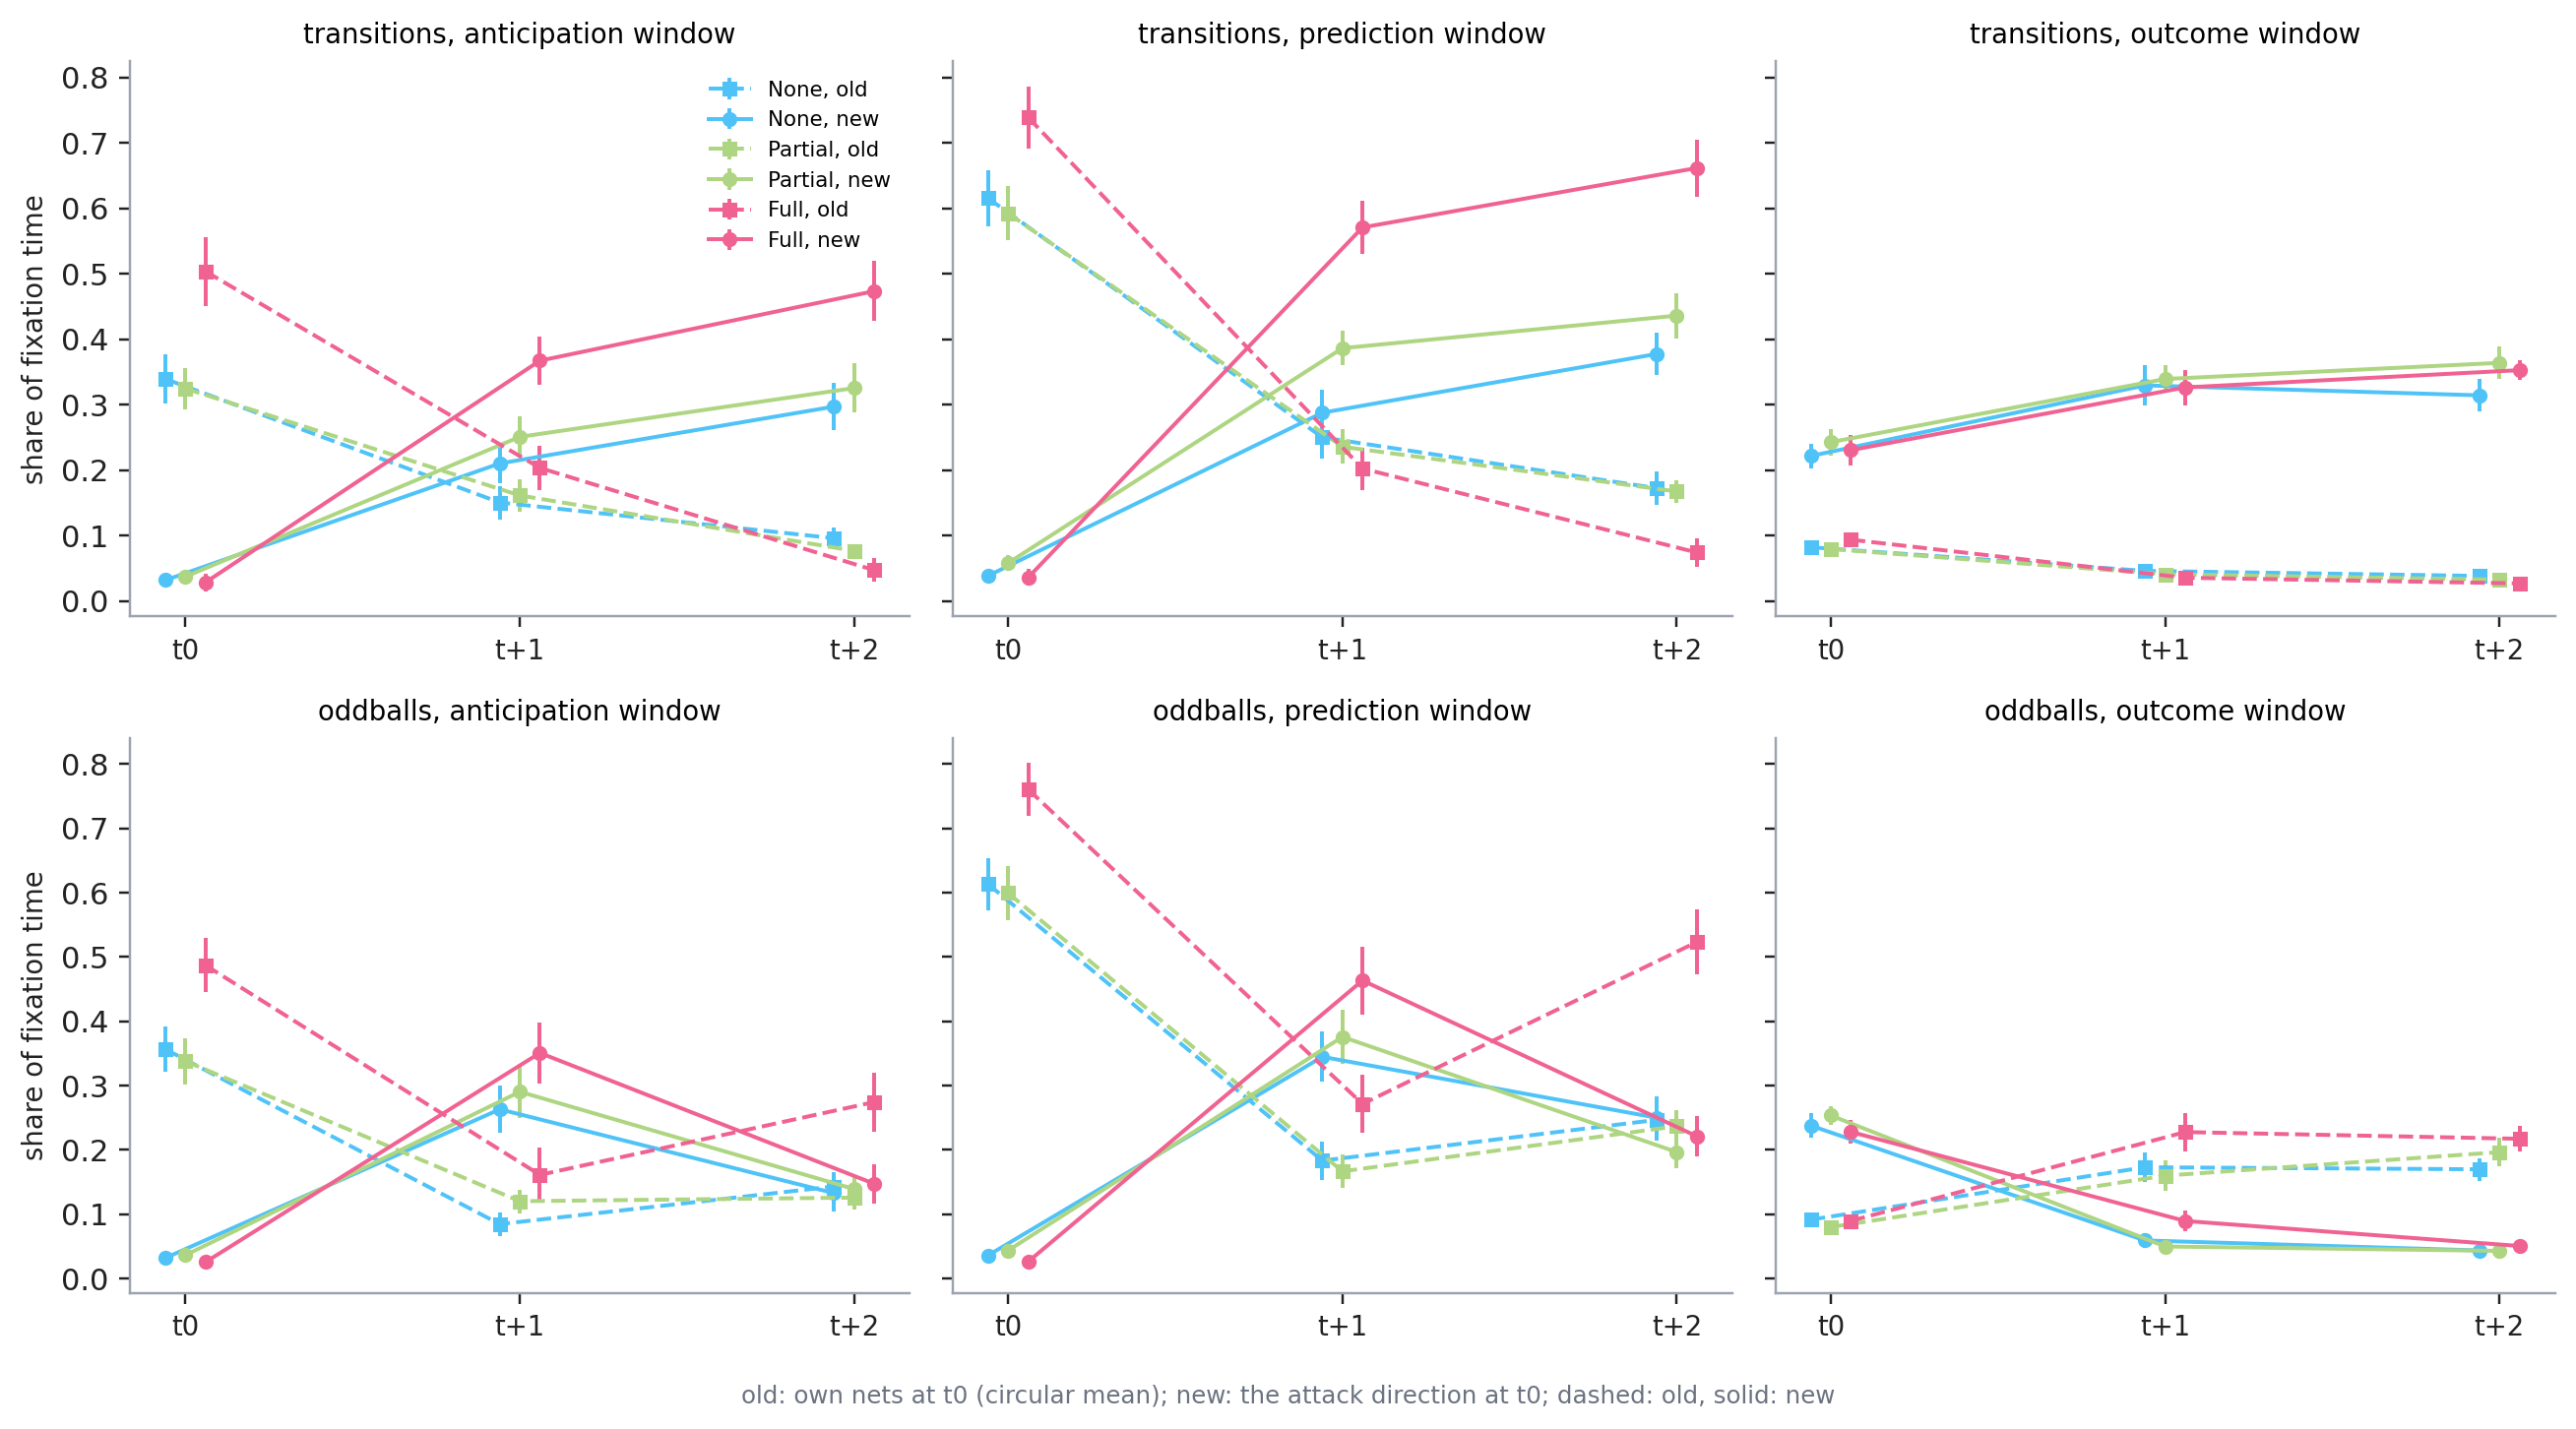 transitions, anticipation window
transitions, prediction window
transitions, outcome window
share of fixation time
0.8
0.7
0.6
0.5
0.4
0.3
0.2
0.1
0.0
None, old
None, new
Partial, old
Partial, new
Full, old
Full, new
t0
t+1
t+2
t0
t+1
t+2
t0
t+1
t+2
oddballs, anticipation window
oddballs, prediction window
oddballs, outcome window
share of fixation time
0.8
0.7
0.6
0.5
0.4
0.3
0.2
0.1
0.0
t0
t+1
t+2
t0
t+1
t+2
t0
t+1
t+2
old: own nets at t0 (circular mean); new: the attack direction at t0; dashed: old, solid: new